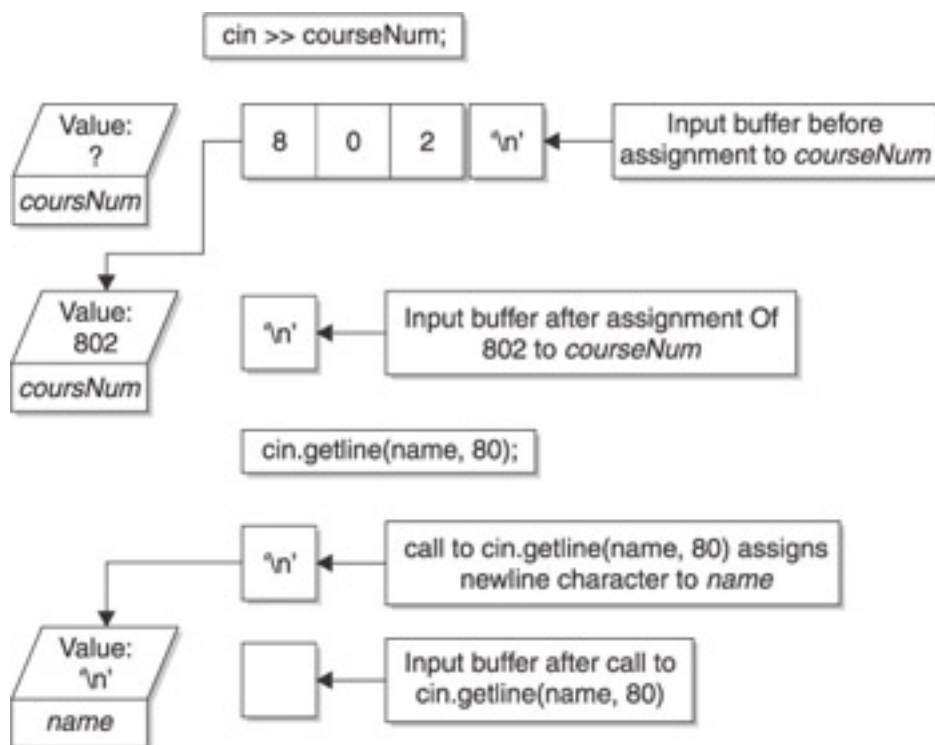 cin >> courseNum;
Value:
?
coursNum
8 0 2 '\n'
Input buffer before
assignment to courseNum
Value:
802
coursNum
'\n'
Input buffer after assignment Of
802 to courseNum
cin.getline(name, 80);
'\n'
call to cin.getline(name, 80) assigns
newline character to name
Value:
'\n'
name
Input buffer after call to
cin.getline(name, 80)